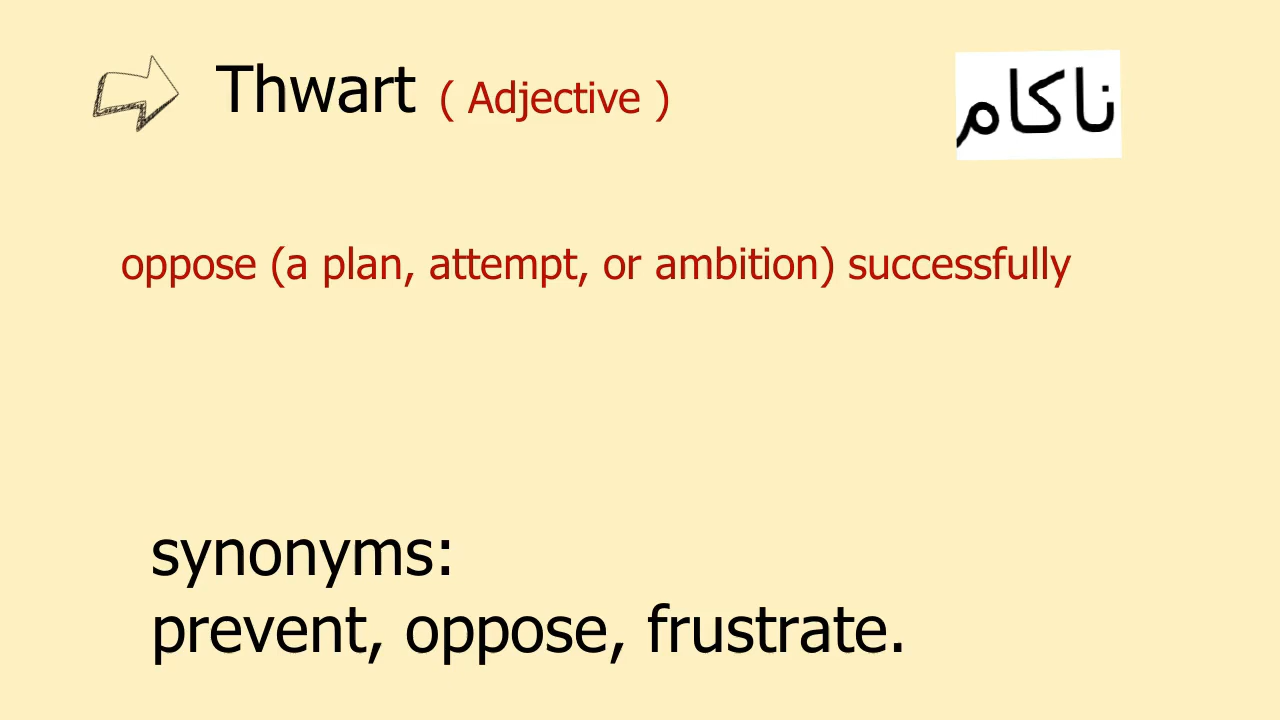 Thwart ( Adjective )
ناکام
oppose (a plan, attempt, or ambition) successfully
synonyms:
prevent, oppose, frustrate.